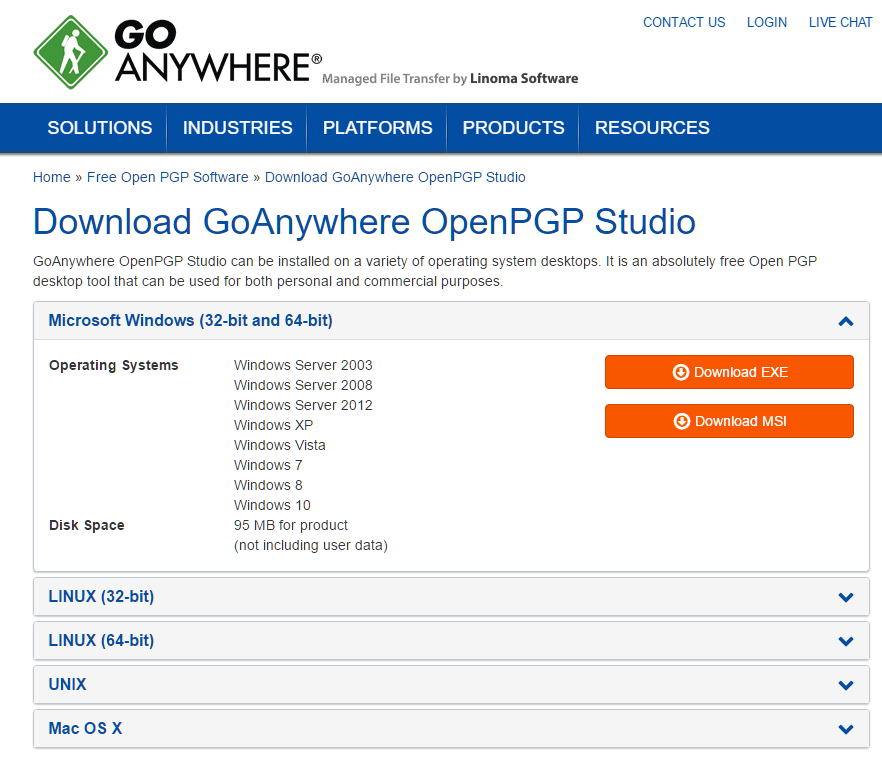 CONTACT US LOGIN LIVE CHAT
GO
ANYWHERE®
Managed File Transfer by Linoma Software
SOLUTIONS INDUSTRIES PLATFORMS PRODUCTS RESOURCES
Home » Free Open PGP Software » Download GoAnywhere OpenPGP Studio
Download GoAnywhere OpenPGP Studio
GoAnywhere OpenPGP Studio can be installed on a variety of operating system desktops. It is an absolutely free Open PGP
desktop tool that can be used for both personal and commercial purposes.
Microsoft Windows (32-bit and 64-bit)
Operating Systems Windows Server 2003
Windows Server 2008
Windows Server 2012
Windows XP
Windows Vista
Windows 7
Windows 8
Windows 10
Disk Space 95 MB for product
(not including user data)
Download EXE
Download MSI
LINUX (32-bit)
LINUX (64-bit)
UNIX
Mac OS X